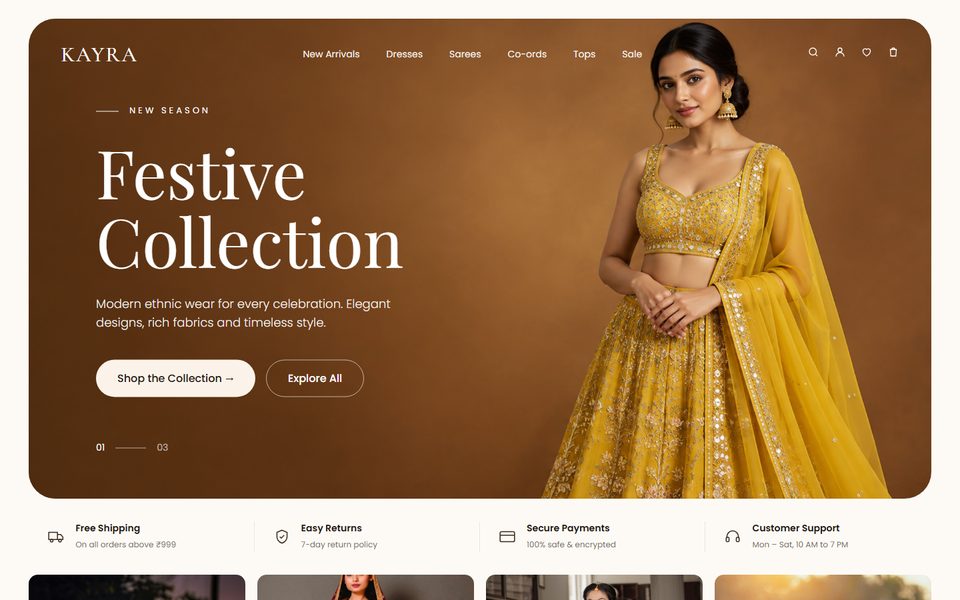 KAYRA
New Arrivals Dresses Sarees Co-ords Tops Sale
NEW SEASON
Festive
Collection
Modern ethnic wear for every celebration. Elegant
designs, rich fabrics and timeless style.
Shop the Collection → Explore All
01 03
Free Shipping
On all orders above ₹999
Easy Returns
7-day return policy
Secure Payments
100% safe & encrypted
Customer Support
Mon – Sat, 10 AM to 7 PM